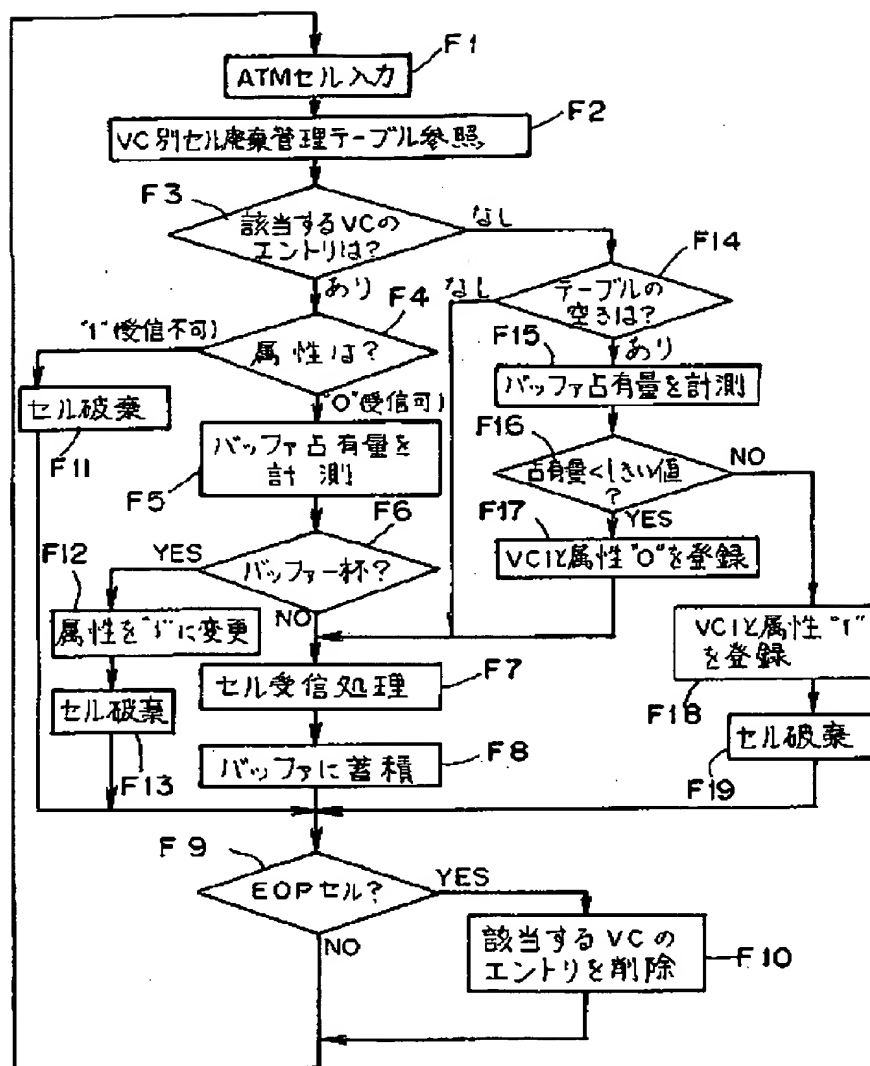 F1
ATMセル入力
F2
VC別セル廃棄管理テーブル参照
F3
該当するVCの
エントリは?
なし
あり
F14
テーブルの
空きは?
なし
あり
F4
属性は?
"1"(受信不可)
"0"(受信可)
セル破棄
F11
F15
バッファ占有量を計測
バッファ占有量を
計測
F5
F16
占有量<しきい値
?
NO
YES
F6
バッファ一杯?
YES
NO
F17
VCIと属性"0"を登録
F12
属性を"1"に変更
VCIと属性"1"
を登録
F18
セル受信処理
F7
セル破棄
F13
バッファに蓄積
F8
セル破棄
F19
F9
EOPセル?
YES
NO
該当するVCの
エントリを削除
F10